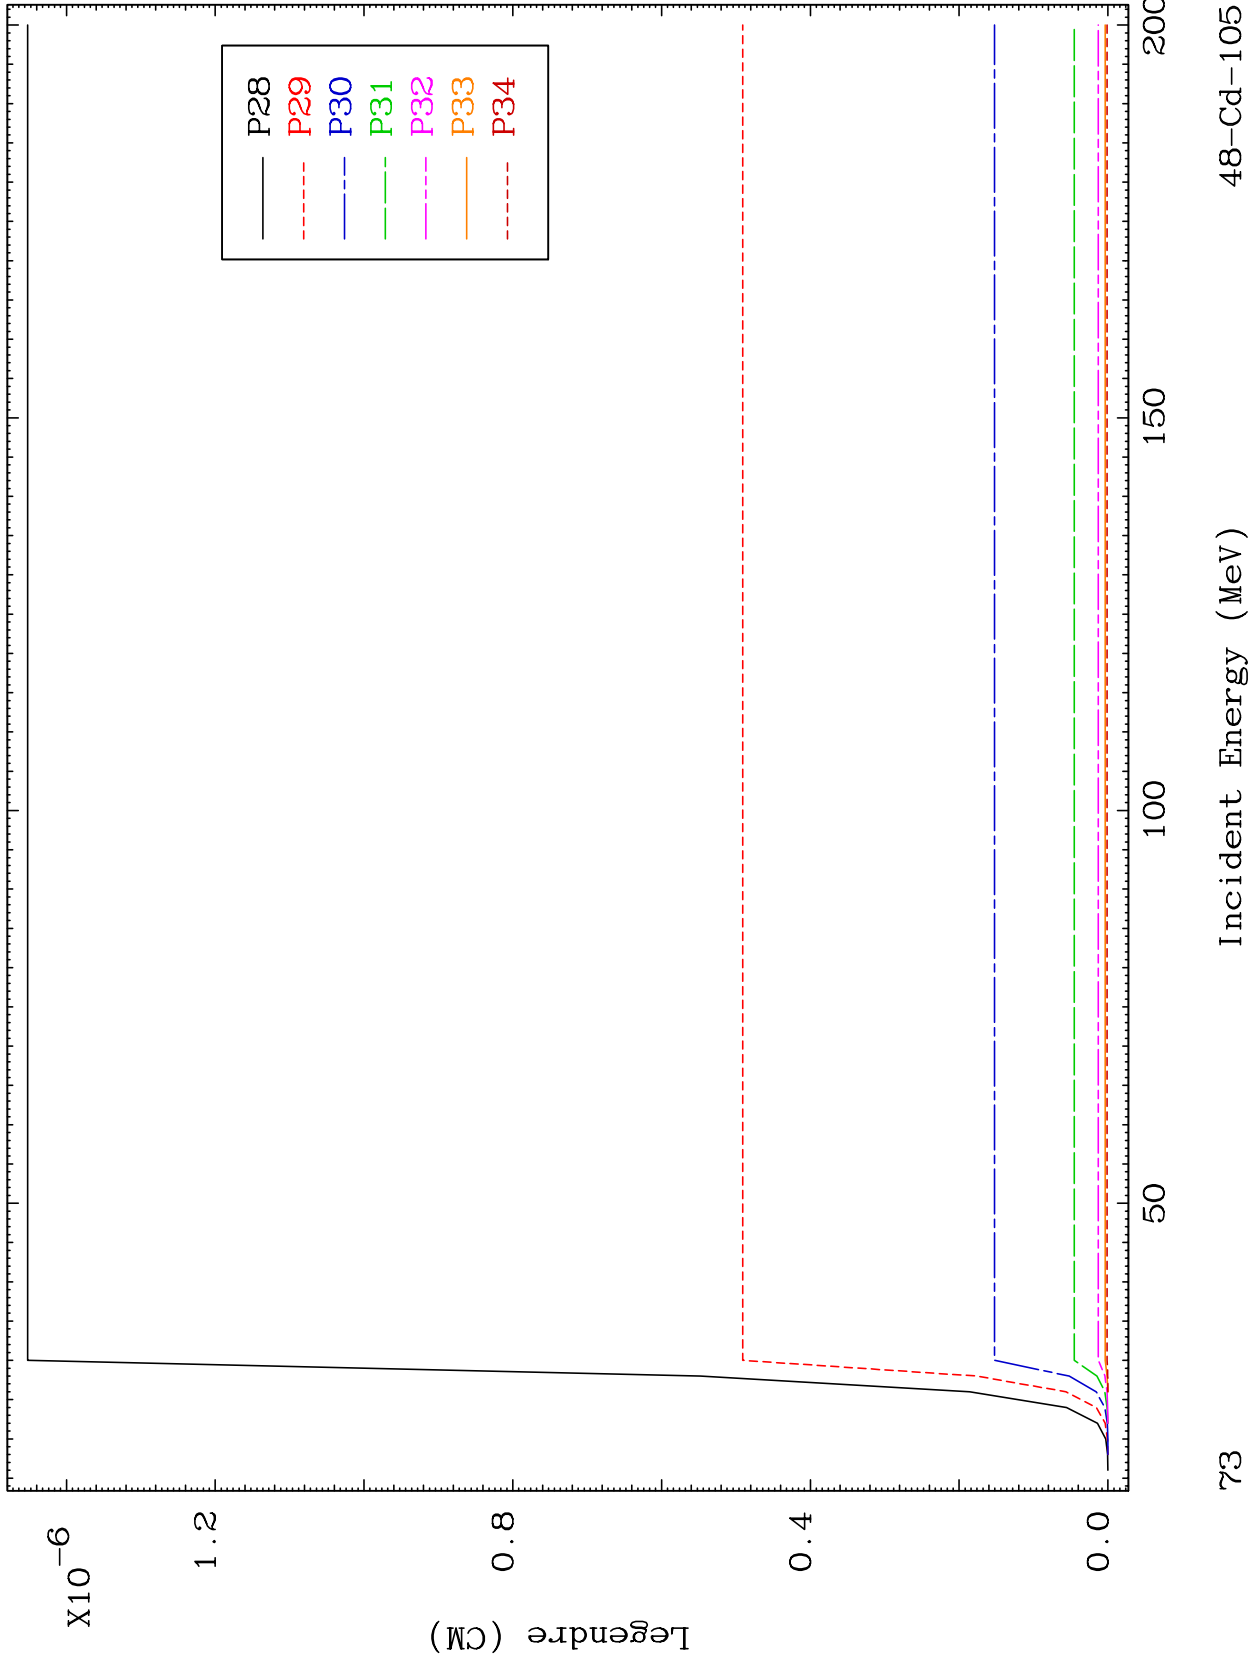 X10⁻⁶
1.2
0.8
0.4
0.0
Legendre (CM)
P28
P29
P30
P31
P32
P33
P34
50
100
150
200
Incident Energy (MeV)
73
48-Cd-105